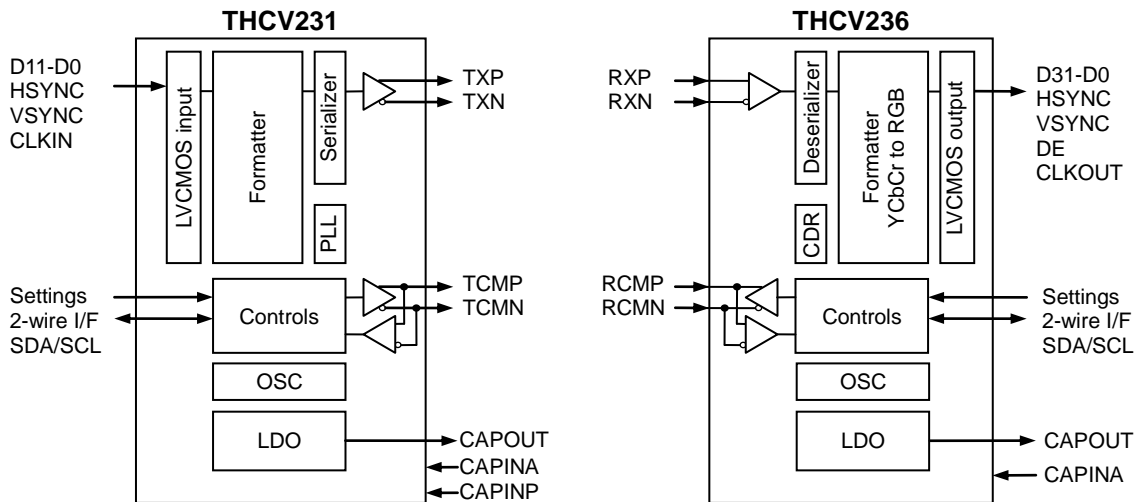 THCV231
D11-D0
HSYNC
VSYNC
CLKIN
LVCMOS input
Formatter
Serializer
PLL
TXP
TXN
Settings
2-wire I/F
SDA/SCL
Controls
TCMP
TCMN
OSC
LDO
CAPOUT
CAPINA
CAPINP
THCV236
RXP
RXN
Deserializer
CDR
Formatter
YCbCr to RGB
LVCMOS output
D31-D0
HSYNC
VSYNC
DE
CLKOUT
RCMP
RCMN
Controls
Settings
2-wire I/F
SDA/SCL
OSC
LDO
CAPOUT
CAPINA